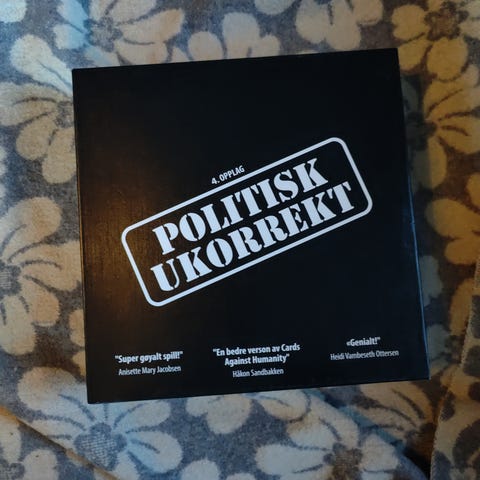 4. OPPLAG
POLITISK
UKORREKT
"Super gøyalt spill!"
Anisette Mary Jacobsen
"En bedre verson av Cards
Against Humanity"
Håkon Sandbakken
«Genialt!"
Heidi Vambeseth Ottersen